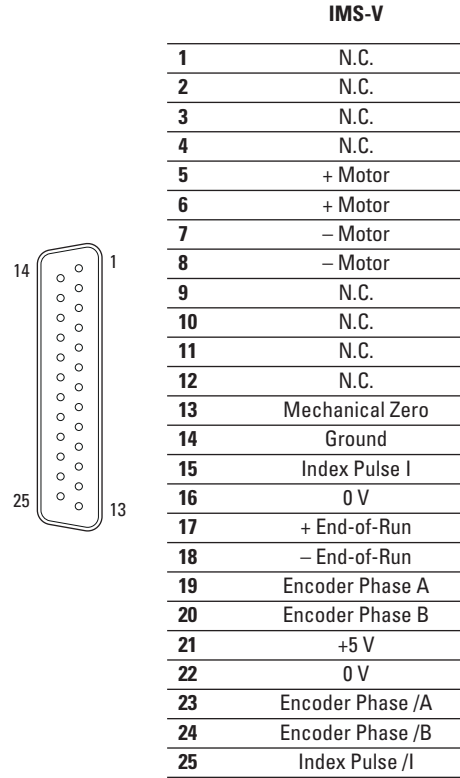 IMS-V
1 N.C.
2 N.C.
3 N.C.
4 N.C.
5 + Motor
6 + Motor
7 – Motor
8 – Motor
9 N.C.
10 N.C.
11 N.C.
12 N.C.
13 Mechanical Zero
14 Ground
15 Index Pulse I
16 0 V
17 + End-of-Run
18 – End-of-Run
19 Encoder Phase A
20 Encoder Phase B
21 +5 V
22 0 V
23 Encoder Phase /A
24 Encoder Phase /B
25 Index Pulse /I
14 1
25 13